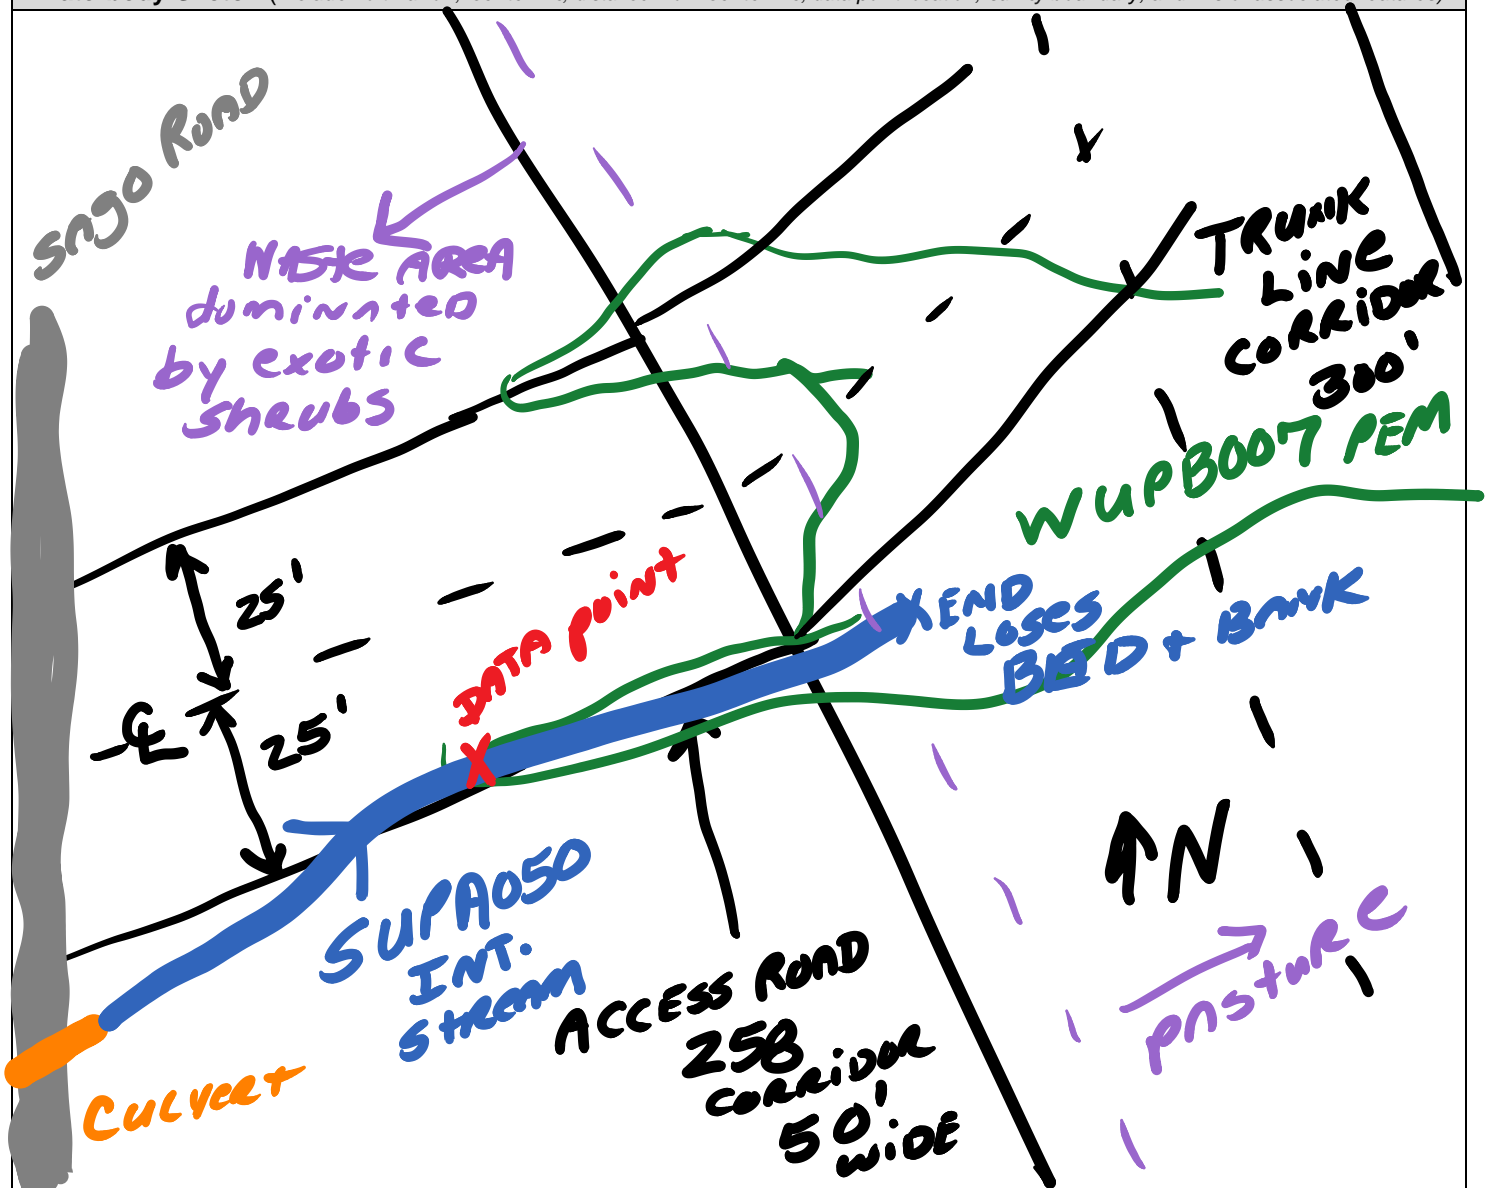 sago Road
WASte AREA
dominated
by exotic
shrubs
TRUnK
LiNE
CORRiDOR
300'
WUPB007 PEM
25'
DATA point
END
LOSES
BED + BAnK
℄
25'
N
SUPA050
INT.
stream
ACCESS ROAD
258
CORRiDOR
50'
WiDE
pasture
Culvert